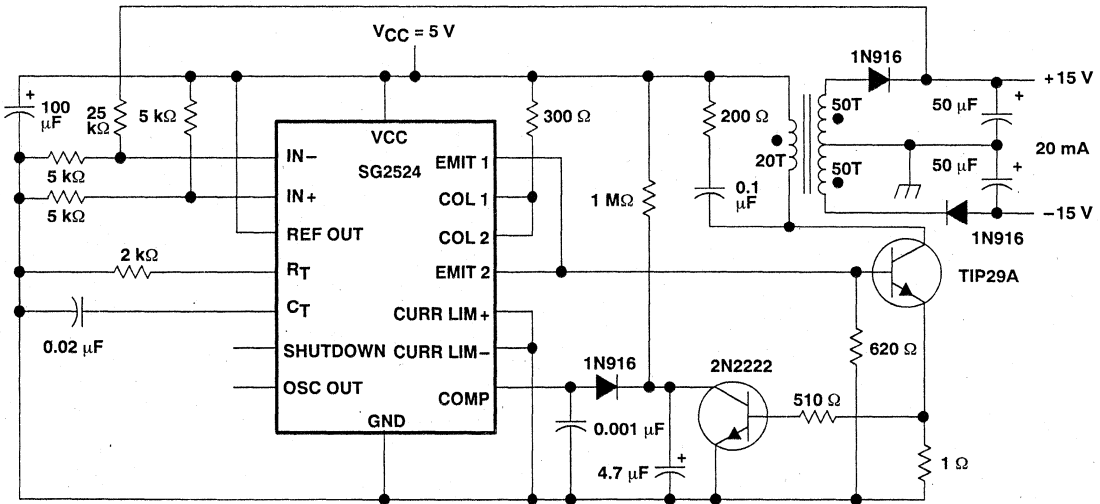 VCC = 5 V
1N916
+15 V
+
100
μF
25
kΩ
5 kΩ
300 Ω
200 Ω
50T
50 μF
+
VCC
SG2524
20T
50T
50 μF
20 mA
+
5 kΩ
IN−
EMIT 1
5 kΩ
IN+
COL 1
1 MΩ
0.1
μF
−15 V
REF OUT
COL 2
1N916
2 kΩ
RT
EMIT 2
TIP29A
CT
CURR LIM+
0.02 μF
SHUTDOWN
CURR LIM−
620 Ω
1N916
2N2222
OSC OUT
COMP
510 Ω
GND
0.001 μF
4.7 μF
+
1 Ω